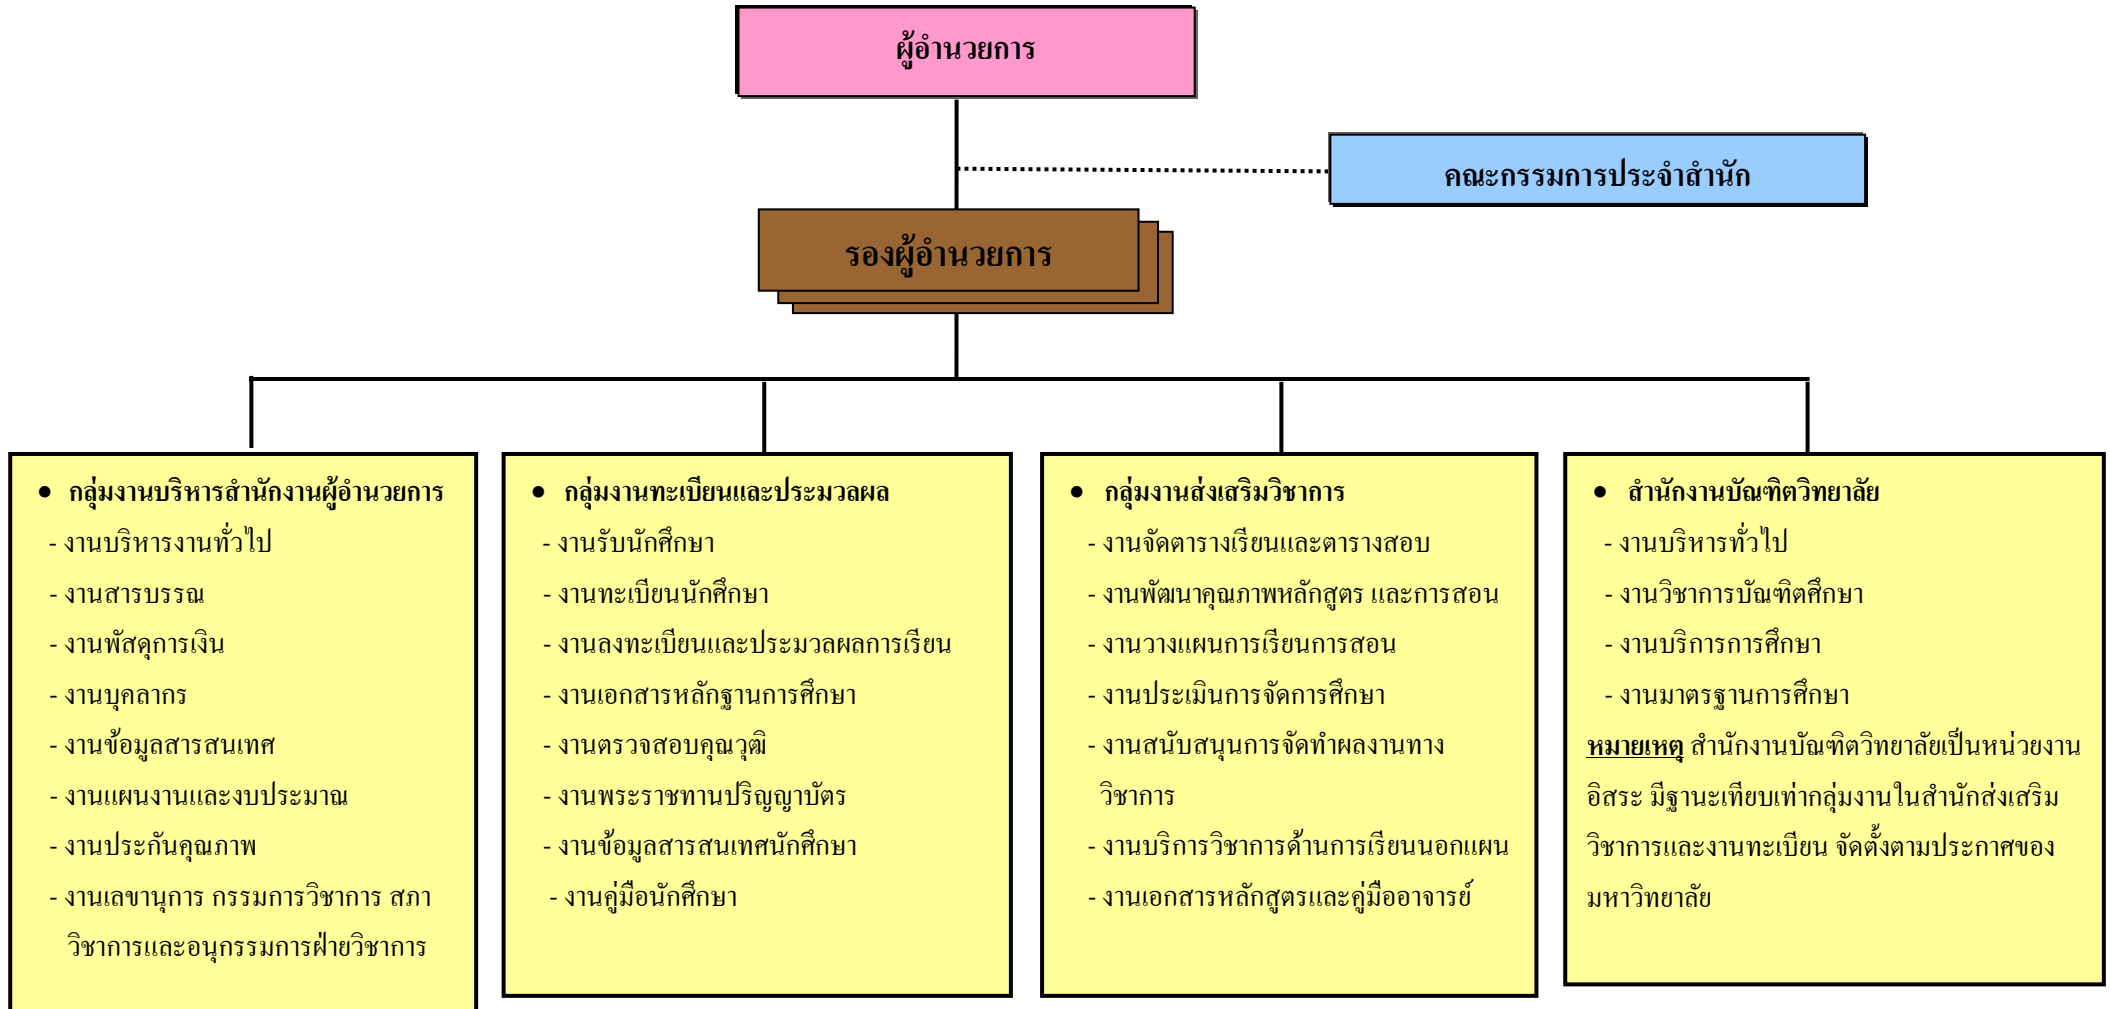 ผู้อำนวยการ
คณะกรรมการประจำสำนัก
รองผู้อำนวยการ
• กลุ่มงานบริหารสำนักงานผู้อำนวยการ
- งานบริหารงานทั่วไป
- งานสารบรรณ
- งานพัสดุการเงิน
- งานบุคลากร
- งานข้อมูลสารสนเทศ
- งานแผนงานและงบประมาณ
- งานประกันคุณภาพ
- งานเลขานุการ กรรมการวิชาการ สภา
วิชาการและอนุกรรมการฝ่ายวิชาการ
• กลุ่มงานทะเบียนและประมวลผล
- งานรับนักศึกษา
- งานทะเบียนนักศึกษา
- งานลงทะเบียนและประมวลผลการเรียน
- งานเอกสารหลักฐานการศึกษา
- งานตรวจสอบคุณวุฒิ
- งานพระราชทานปริญญาบัตร
- งานข้อมูลสารสนเทศนักศึกษา
- งานคู่มือนักศึกษา
• กลุ่มงานส่งเสริมวิชาการ
- งานจัดตารางเรียนและตารางสอบ
- งานพัฒนาคุณภาพหลักสูตร และการสอน
- งานวางแผนการเรียนการสอน
- งานประเมินการจัดการศึกษา
- งานสนับสนุนการจัดทำผลงานทาง
วิชาการ
- งานบริการวิชาการด้านการเรียนนอกแผน
- งานเอกสารหลักสูตรและคู่มืออาจารย์
• สำนักงานบัณฑิตวิทยาลัย
- งานบริหารทั่วไป
- งานวิชาการบัณฑิตศึกษา
- งานบริการการศึกษา
- งานมาตรฐานการศึกษา
หมายเหตุ สำนักงานบัณฑิตวิทยาลัยเป็นหน่วยงาน
อิสระ มีฐานะเทียบเท่ากลุ่มงานในสำนักส่งเสริม
วิชาการและงานทะเบียน จัดตั้งตามประกาศของ
มหาวิทยาลัย